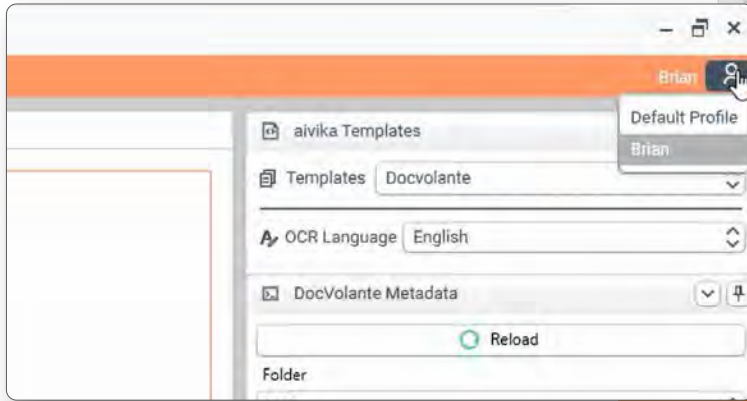 Brian
Default Profile
Brian
aivika Templates
Templates Docvolante
OCR Language English
DocVolante Metadata
Reload
Folder